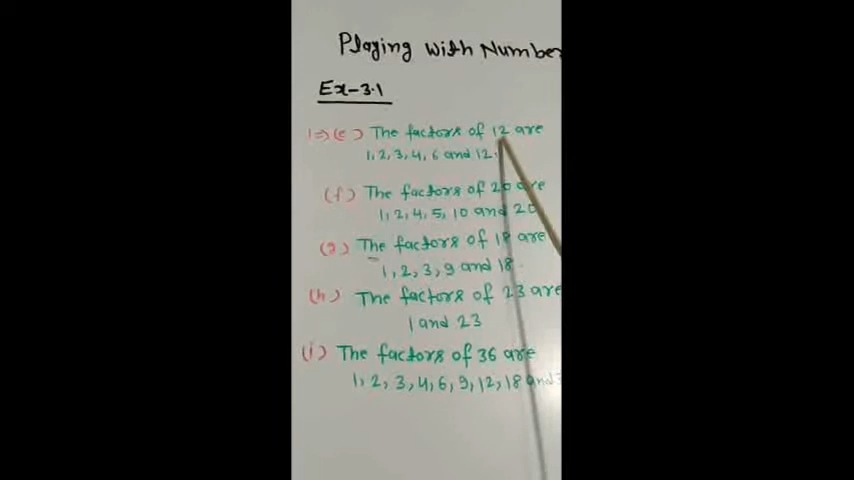 Playing with Number
Ex-3.1
1⇒(e) The factors of 12 are
1, 2, 3, 4, 6 and 12.
(f) The factors of 20 are
1, 2, 4, 5, 10 and 20
(g) The factors of 18 are
1, 2, 3, 9 and 18.
(h) The factors of 23 are
1 and 23
(i) The factors of 36 are
1, 2, 3, 4, 6, 9, 12, 18 and